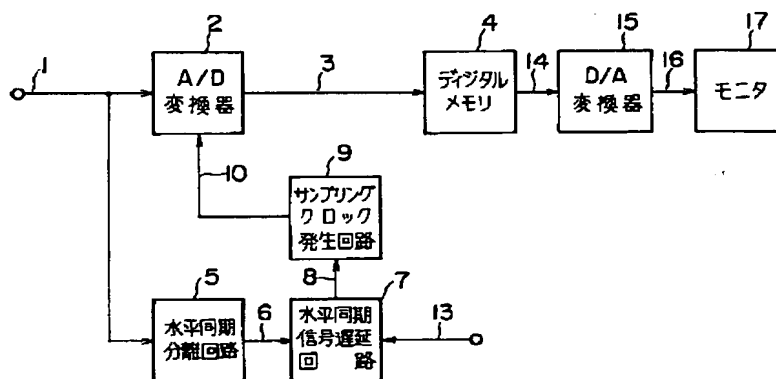 1
2
A/D
変換器
3
4
ディジタル
メモリ
14
15
D/A
変換器
16
17
モニタ
10
9
サンプリング
クロック
発生回路
8
5
水平同期
分離回路
6
7
水平同期
信号遅延
回路
13